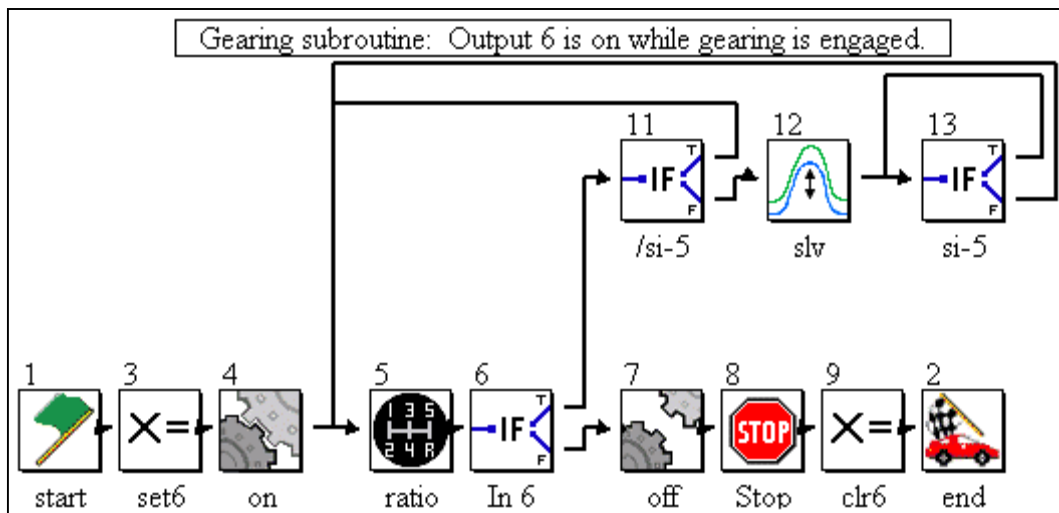 Gearing subroutine: Output 6 is on while gearing is engaged.
11 12 13
T T
IF IF
F F
/si-5 slv si-5
1 3 4 5 6 7 8 9 2
X= 1 3 5 2 4 R IF T F STOP X=
start set6 on ratio In 6 off Stop clr6 end